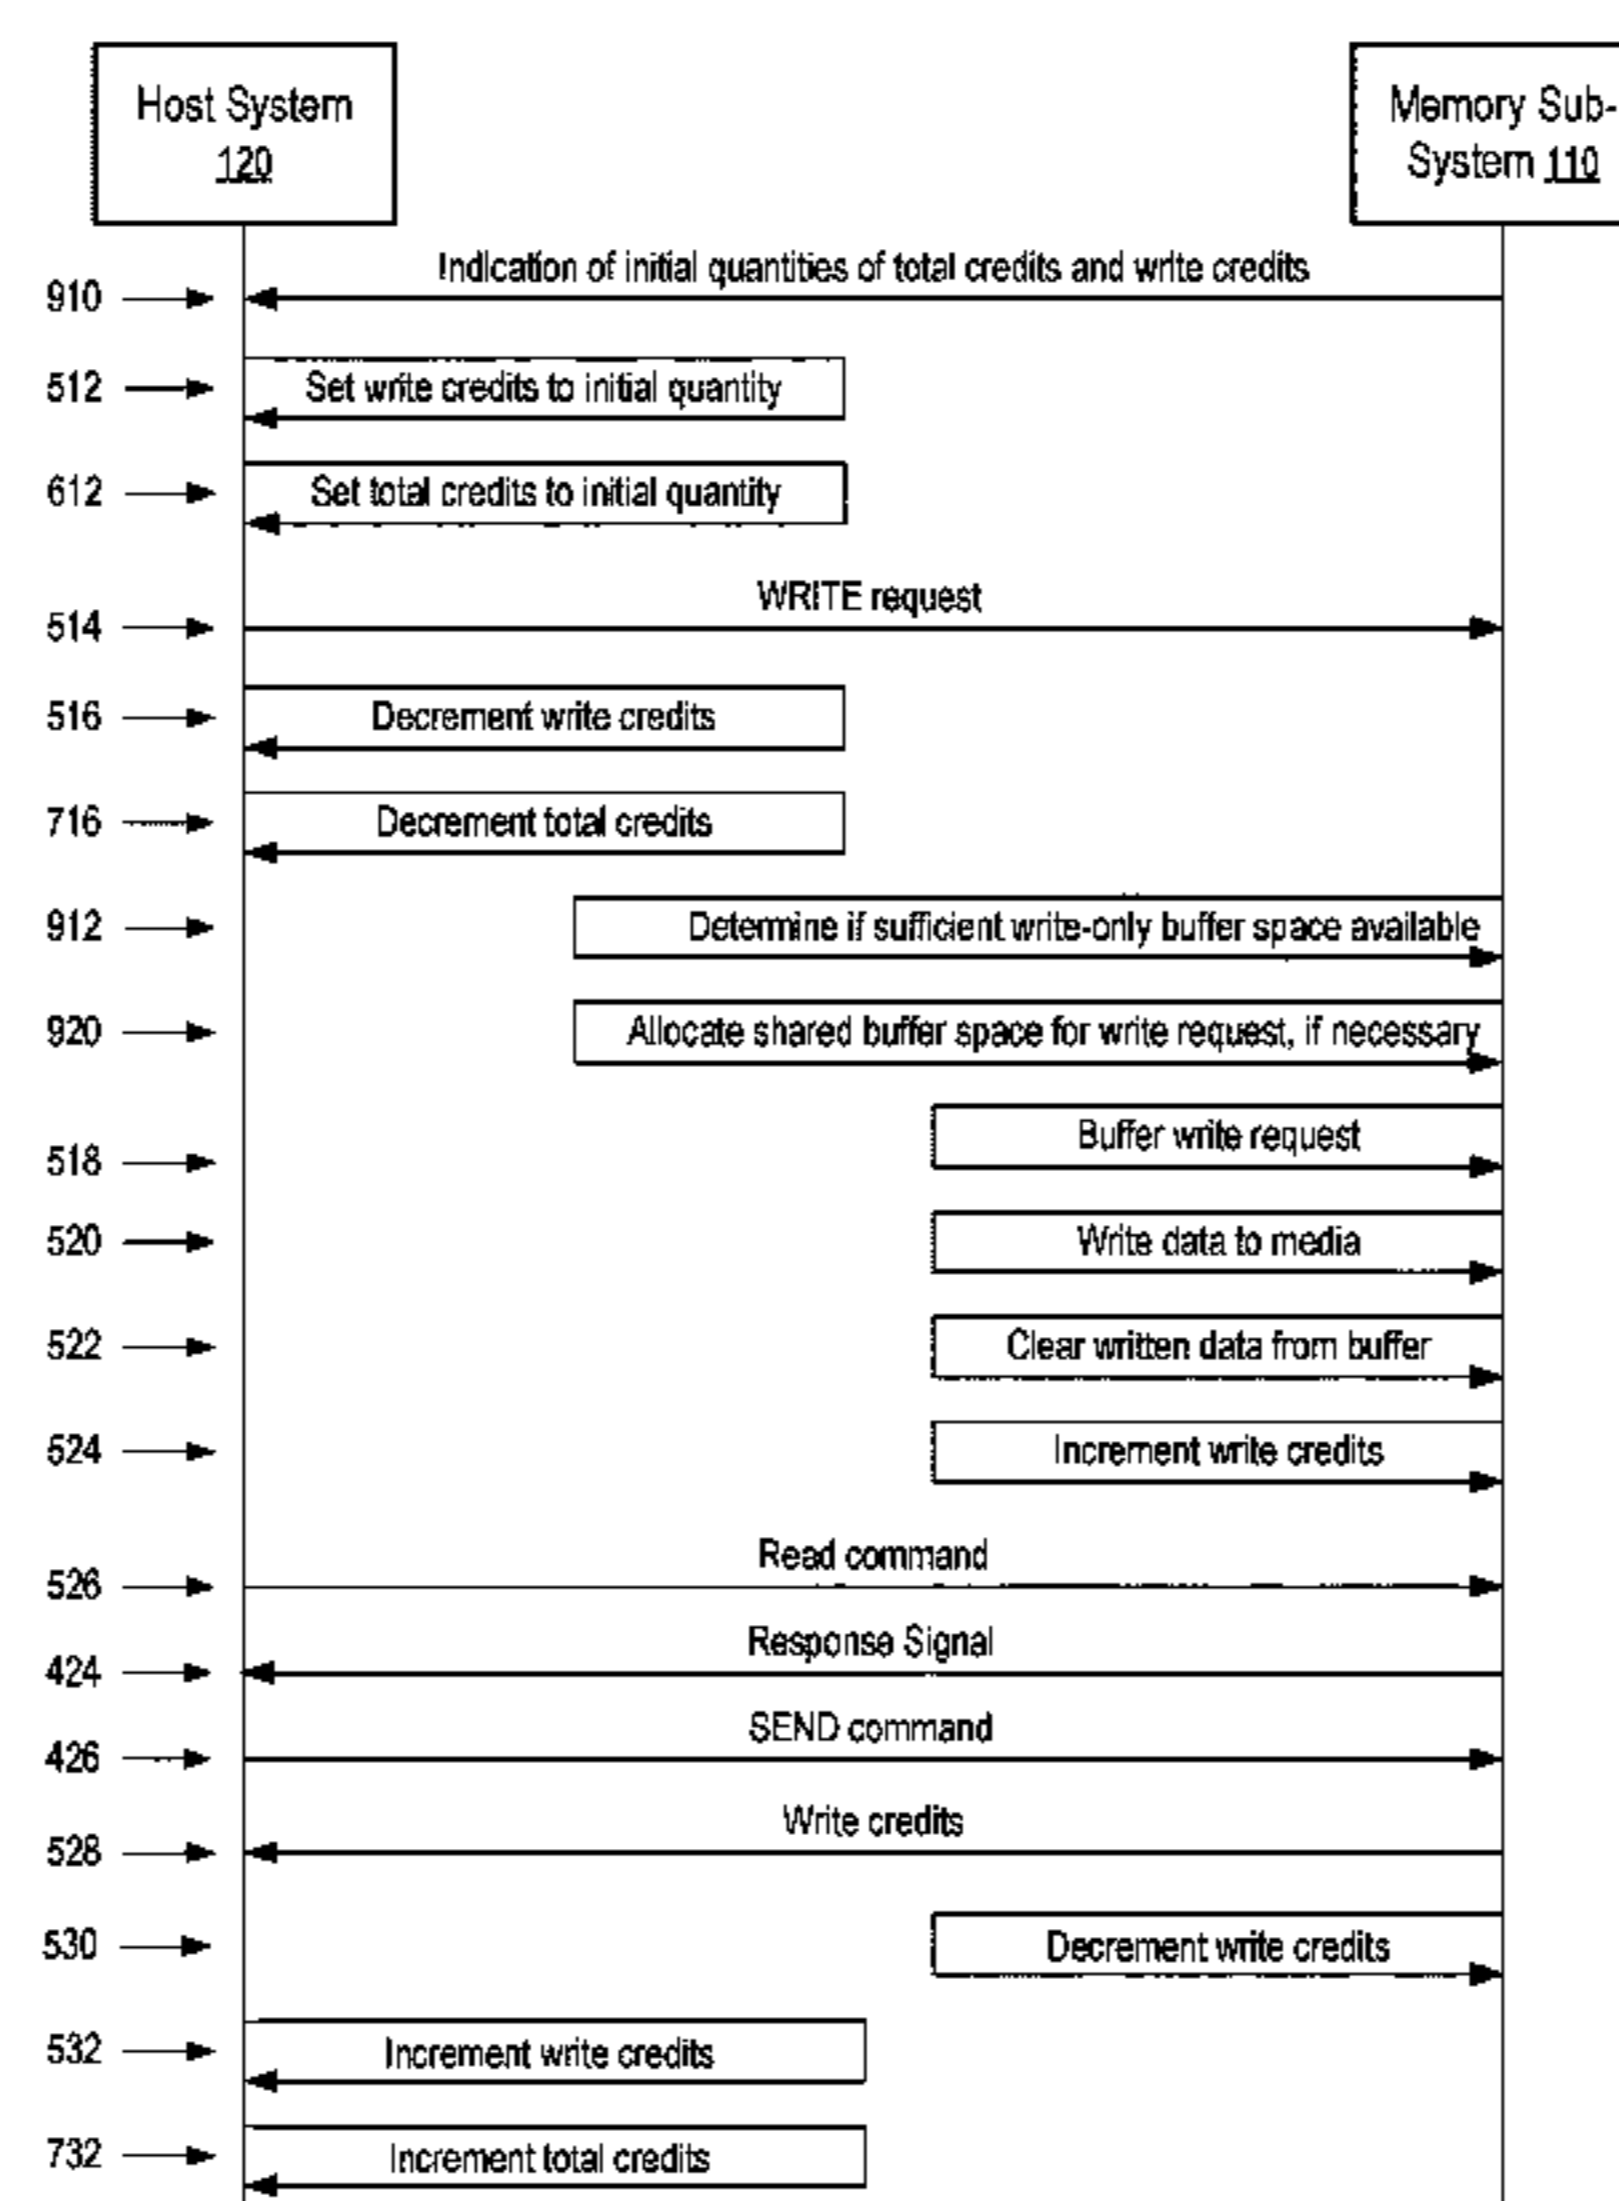 Host System
120
Memory Sub-
System 110
Indication of initial quantities of total credits and write credits
910
512
Set write credits to initial quantity
612
Set total credits to initial quantity
WRITE request
514
516
Decrement write credits
716
Decrement total credits
912
Determine if sufficient write-only buffer space available
920
Allocate shared buffer space for write request, if necessary
Buffer write request
518
520
Write data to media
522
Clear written data from buffer
524
Increment write credits
Read command
526
Response Signal
424
SEND command
426
Write credits
528
530
Decrement write credits
532
Increment write credits
732
Increment total credits